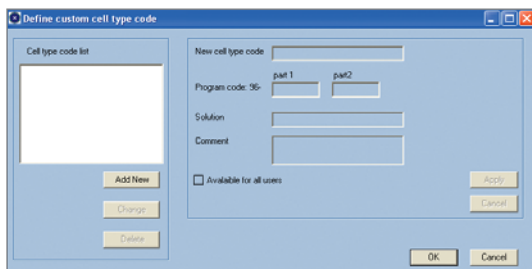 Define custom cell type code
Cell type code list
New cell type code
part 1 part2
Program code: 96-
Solution
Comment
Available for all users
Add New
Change
Delete
Apply
Cancel
OK Cancel